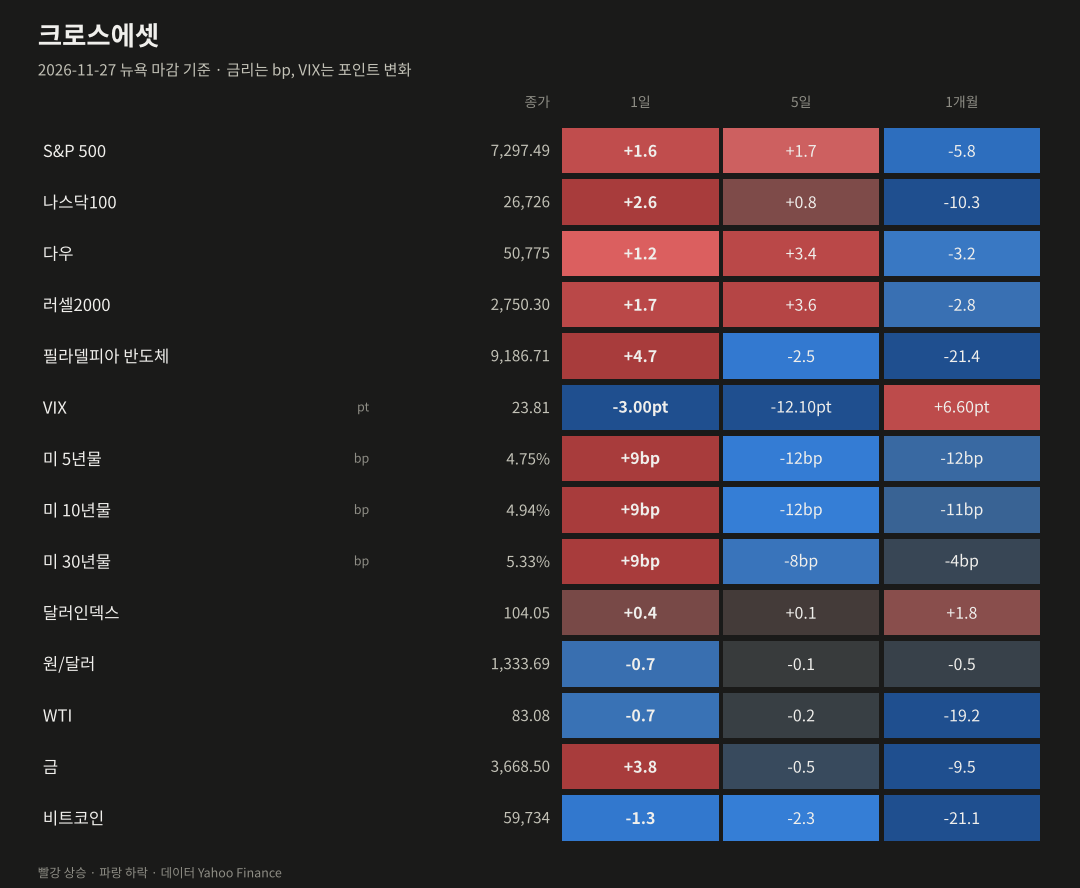 크로스에셋
2026-11-27 뉴욕 마감 기준 · 금리는 bp, VIX는 포인트 변화
종가 1일 5일 1개월
S&P 500 7,297.49 +1.6 +1.7 -5.8
나스닥100 26,726 +2.6 +0.8 -10.3
다우 50,775 +1.2 +3.4 -3.2
러셀2000 2,750.30 +1.7 +3.6 -2.8
필라델피아 반도체 9,186.71 +4.7 -2.5 -21.4
VIX pt 23.81 -3.00pt -12.10pt +6.60pt
미 5년물 bp 4.75% +9bp -12bp -12bp
미 10년물 bp 4.94% +9bp -12bp -11bp
미 30년물 bp 5.33% +9bp -8bp -4bp
달러인덱스 104.05 +0.4 +0.1 +1.8
원/달러 1,333.69 -0.7 -0.1 -0.5
WTI 83.08 -0.7 -0.2 -19.2
금 3,668.50 +3.8 -0.5 -9.5
비트코인 59,734 -1.3 -2.3 -21.1
빨강 상승 · 파랑 하락 · 데이터 Yahoo Finance